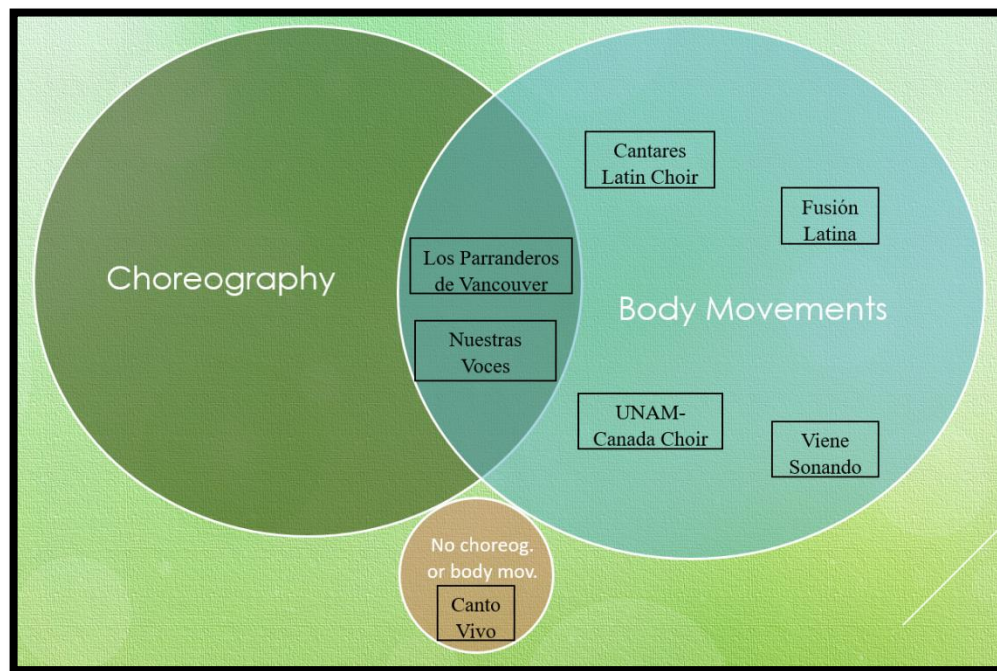 Choreography
Los Parranderos
de Vancouver
Nuestras
Voces
Cantares
Latin Choir
Fusión
Latina
Body Movements
UNAM-
Canada Choir
Viene
Sonando
No choreog.
or body mov.
Canto
Vivo